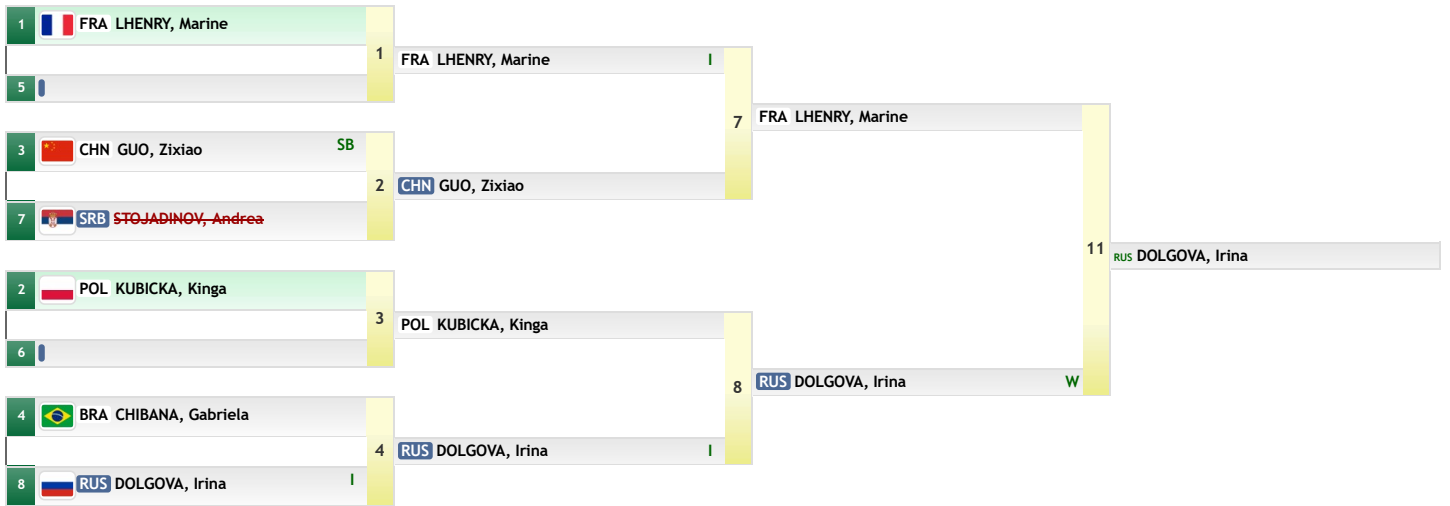 1 FRA LHENRY, Marine
1
FRA LHENRY, Marine I
5
7
FRA LHENRY, Marine
3 CHN GUO, Zixiao SB
2
CHN GUO, Zixiao
7 SRB STOJADINOV, Andrea
11
RUS DOLGOVA, Irina
2 POL KUBICKA, Kinga
3
POL KUBICKA, Kinga
6
8
RUS DOLGOVA, Irina W
4 BRA CHIBANA, Gabriela
4
RUS DOLGOVA, Irina I
8 RUS DOLGOVA, Irina I